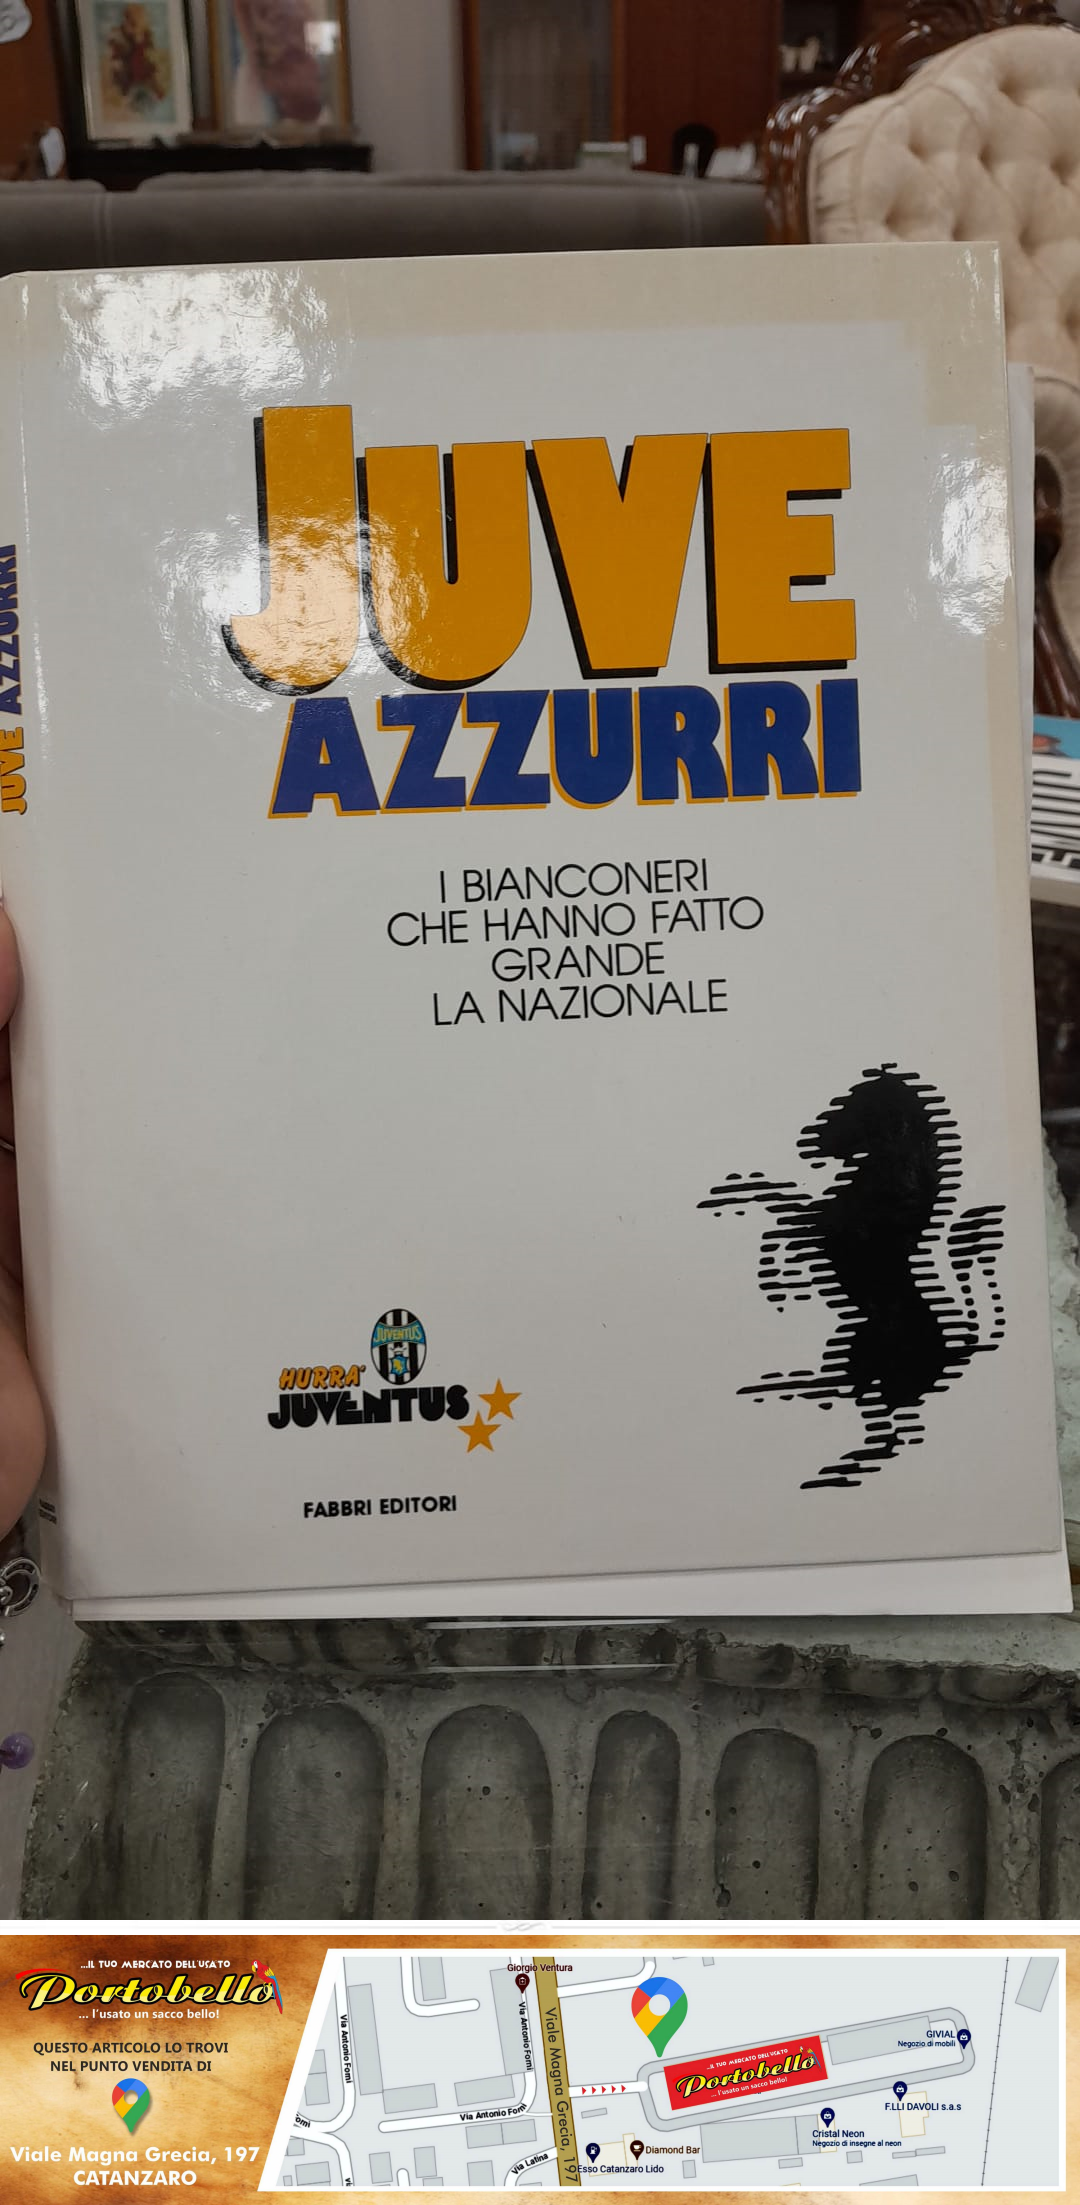 JUVE
AZZURRI
I BIANCONERI
CHE HANNO FATTO
GRANDE
LA NAZIONALE
JUVE AZZURRI
JUVENTUS
HURRA'
JUVENTUS
FABBRI EDITORI
...IL TUO MERCATO DELL'USATO
Portobello
... l'usato un sacco bello!
QUESTO ARTICOLO LO TROVI
NEL PUNTO VENDITA DI
Viale Magna Grecia, 197
CATANZARO
Giorgio Ventura
Via Antonio Forni
Via Antonio Forni
Viale Magna Grecia, 197
Via Antonio Forni
Via Latina
...IL TUO MERCATO DELL'USATO
Portobello
... l'usato un sacco bello!
GIVIAL
Negozio di mobili
F.LLI DAVOLI s.a.s
Cristal Neon
Negozio di insegne al neon
Diamond Bar
Esso Catanzaro Lido